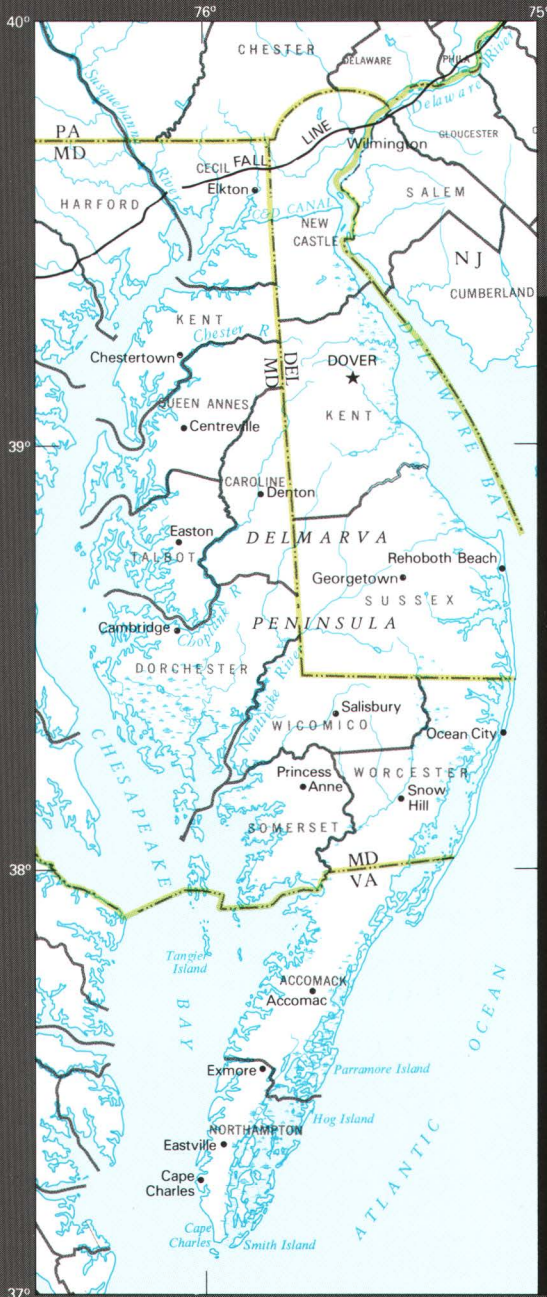 40°
76°
75°
CHESTER
DELAWARE
PHILA
Susquehanna
River
Delaware River
PA
MD
CECIL
FALL LINE
Wilmington
GLOUCESTER
Elkton
HARFORD
C&D CANAL
SALEM
NEW
CASTLE
NJ
CUMBERLAND
KENT
Chester R
Chestertown
DEL
MD
DOVER
DELAWARE BAY
QUEEN ANNES
KENT
Centreville
39°
CAROLINE
Denton
Easton
TALBOT
DELMARVA
Rehoboth Beach
Georgetown
SUSSEX
Cambridge
Choptank R
PENINSULA
DORCHESTER
Nanticoke River
Salisbury
WICOMICO
Ocean City
CHESAPEAKE
Princess
Anne
WORCESTER
Snow
Hill
SOMERSET
38°
MD
VA
Tangier
Island
BAY
ACCOMACK
Accomac
OCEAN
Exmore
Parramore Island
Hog Island
NORTHAMPTON
Eastville
ATLANTIC
Cape
Charles
Cape
Charles
Smith Island
37°